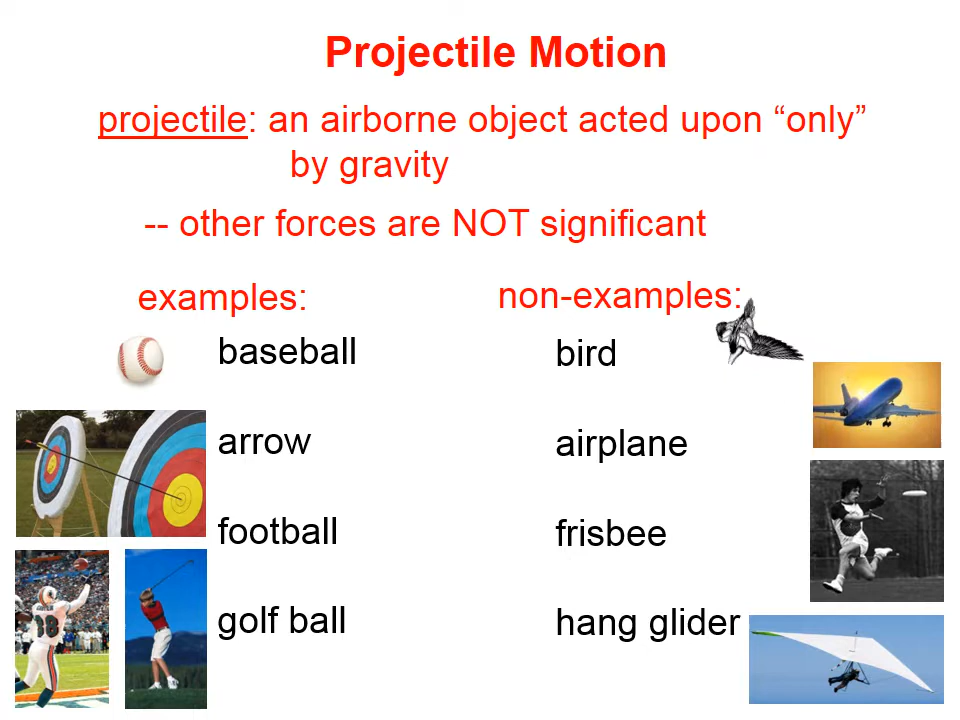 Projectile Motion
projectile: an airborne object acted upon “only”
by gravity
-- other forces are NOT significant
examples:
non-examples:
baseball
bird
arrow
airplane
football
frisbee
golf ball
hang glider